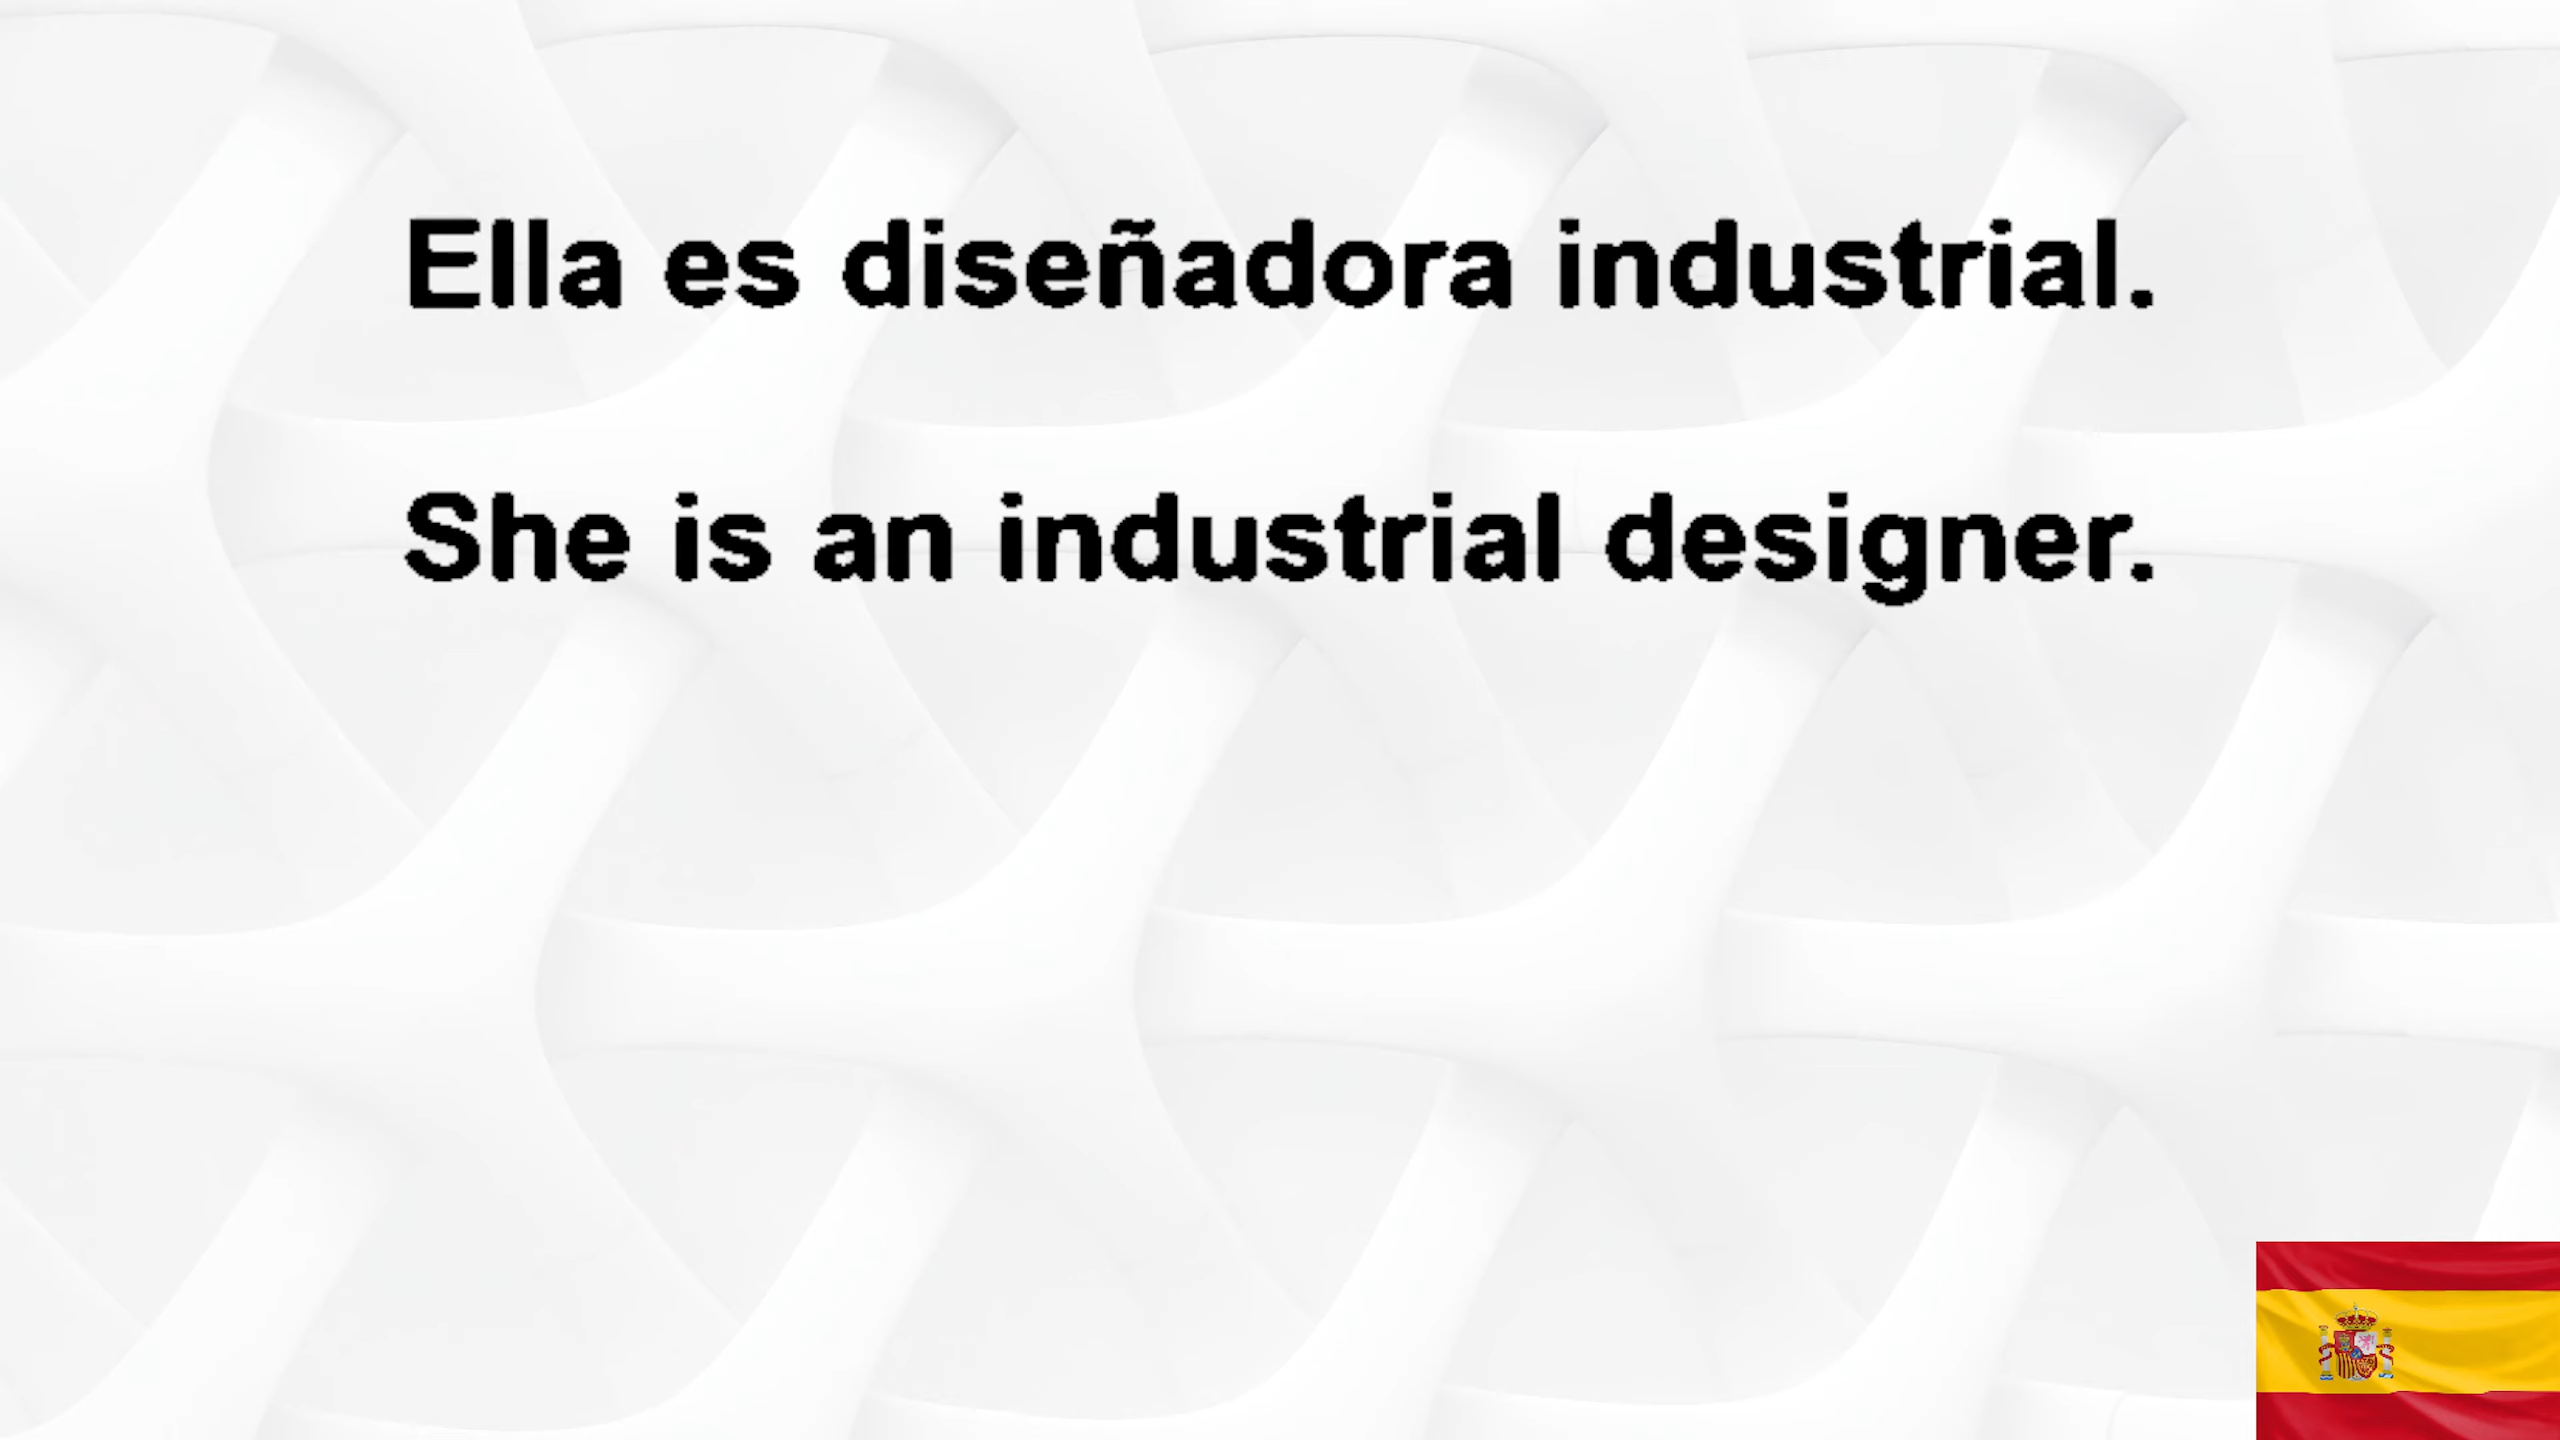 Ella es diseñadora industrial.
She is an industrial designer.